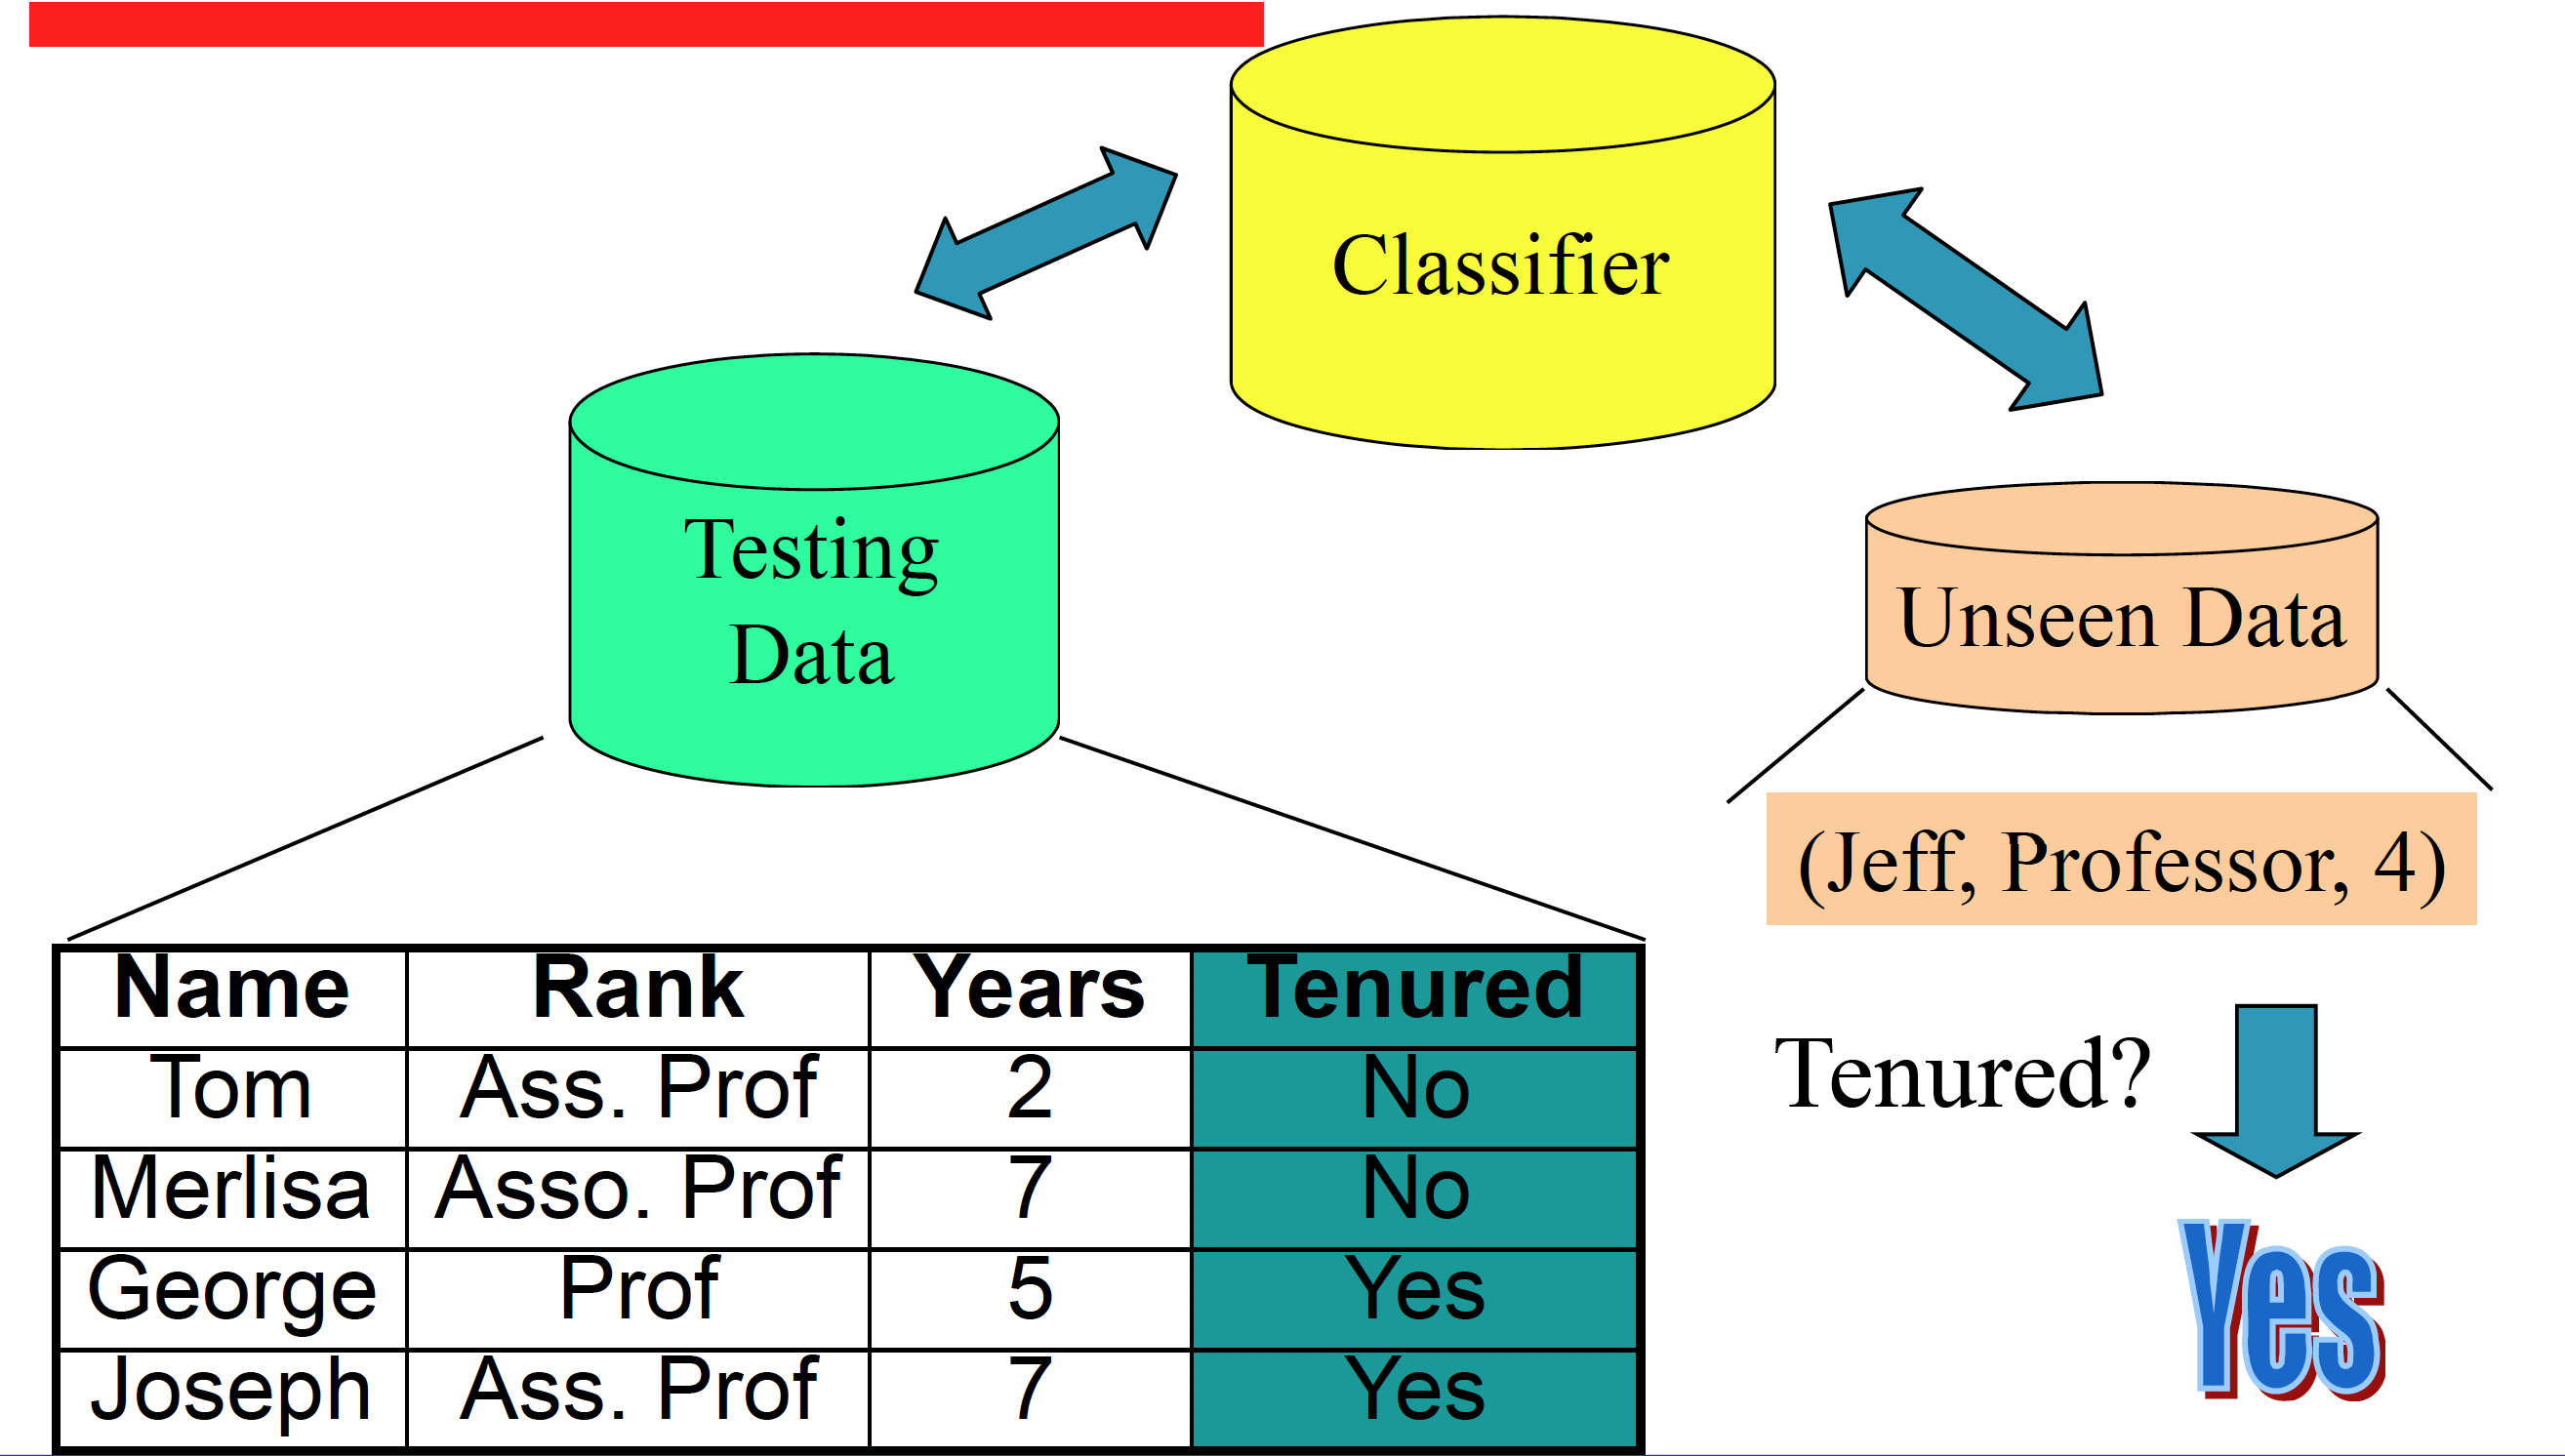 Classifier
Testing
Data
Unseen Data
(Jeff, Professor, 4)
Name Rank Years Tenured
Tom Ass. Prof 2 No
Merlisa Asso. Prof 7 No
George Prof 5 Yes
Joseph Ass. Prof 7 Yes
Tenured?
Yes